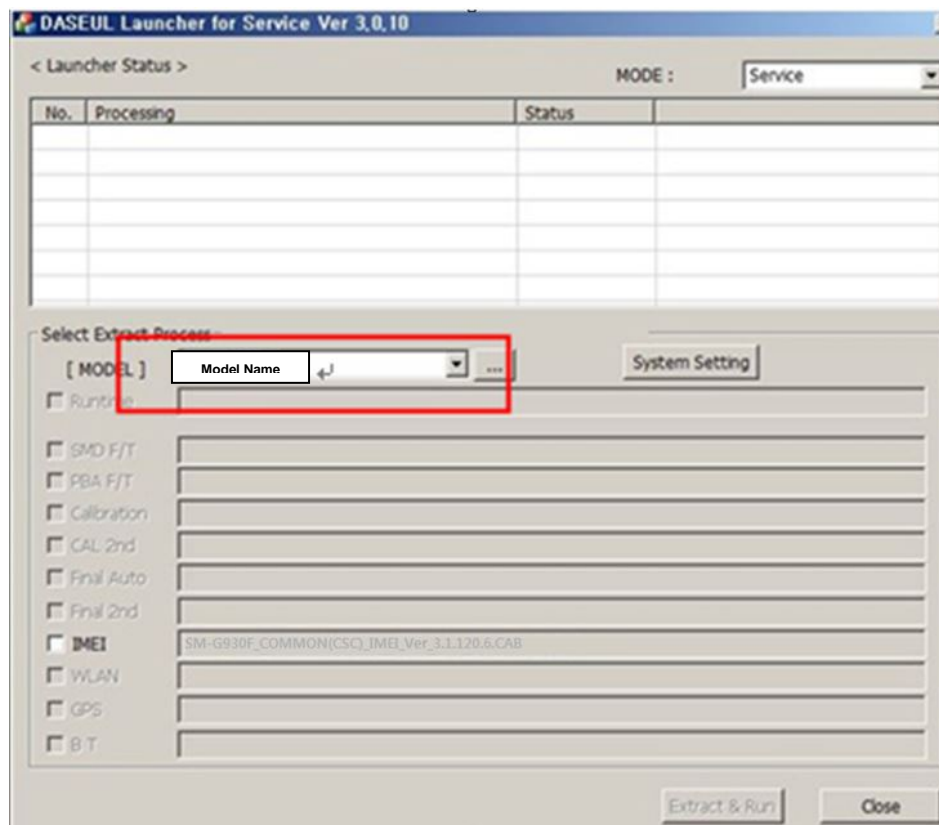 DASEUL Launcher for Service Ver 3,0,10
< Launcher Status >
MODE : Service
No. Processing Status
Select Extract Process
[ MODEL ] Model Name ... System Setting
Runtime
SMD F/T
PBA F/T
Calibration
CAL 2nd
Final Auto
Final 2nd
IMEI SM-G930F_COMMON(CSC)_IMEI_Ver_3.1.120.6.CAB
WLAN
GPS
B T
Extract & Run Close